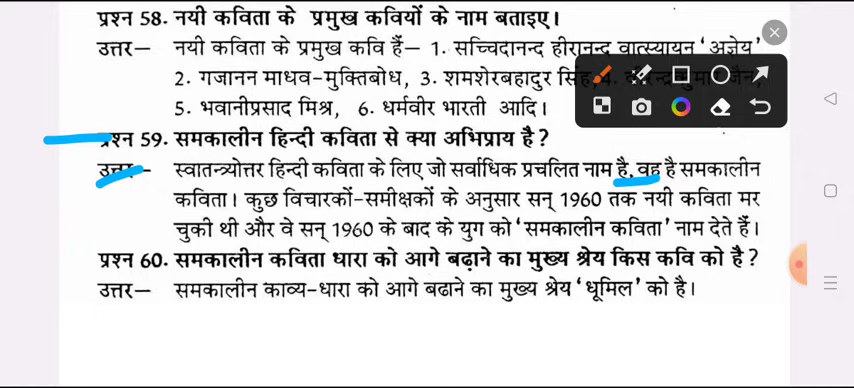 प्रश्न 58. नयी कविता के प्रमुख कवियों के नाम बताइए।
उत्तर— नयी कविता के प्रमुख कवि हैं— 1. सच्चिदानन्द हीरानन्द वात्स्यायन 'अज्ञेय'
2. गजानन माधव-मुक्तिबोध, 3. शमशेरबहादुर सिंह, 4. वीरेन्द्रकुमार जैन,
5. भवानीप्रसाद मिश्र, 6. धर्मवीर भारती आदि।
प्रश्न 59. समकालीन हिन्दी कविता से क्या अभिप्राय है?
उत्तर— स्वातन्त्र्योत्तर हिन्दी कविता के लिए जो सर्वाधिक प्रचलित नाम है, वह है समकालीन
कविता। कुछ विचारकों-समीक्षकों के अनुसार सन् 1960 तक नयी कविता मर
चुकी थी और वे सन् 1960 के बाद के युग को 'समकालीन कविता' नाम देते हैं।
प्रश्न 60. समकालीन कविता धारा को आगे बढ़ाने का मुख्य श्रेय किस कवि को है?
उत्तर— समकालीन काव्य-धारा को आगे बढाने का मुख्य श्रेय 'धूमिल' को है।